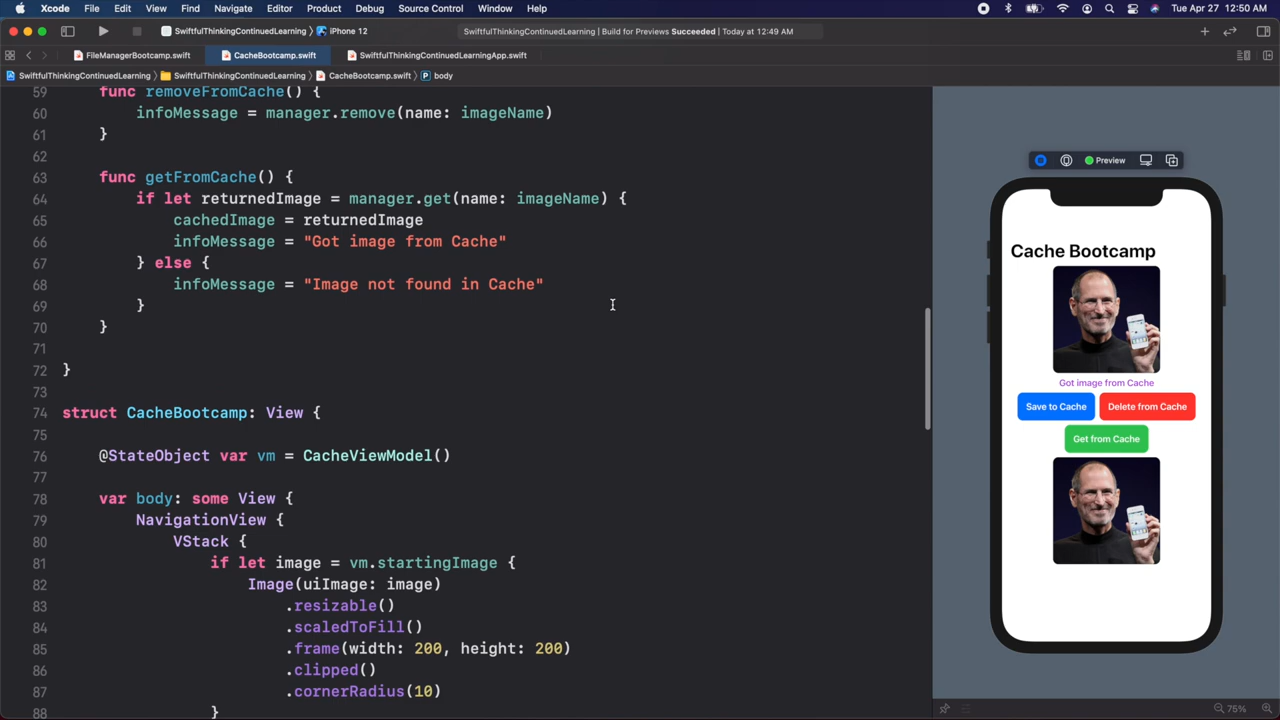 Xcode File Edit View Find Navigate Editor Product Debug Source Control Window Help Tue Apr 27 12:50 AM
SwiftfulThinkingContinuedLearning iPhone 12 SwiftfulThinkingContinuedLearning | Build for Previews Succeeded | Today at 12:49 AM
FileManagerBootcamp.swift CacheBootcamp.swift SwiftfulThinkingContinuedLearningApp.swift
SwiftfulThinkingContinuedLearning SwiftfulThinkingContinuedLearning CacheBootcamp.swift P body
59 func removeFromCache() {
60 infoMessage = manager.remove(name: imageName)
61 }
62
63 func getFromCache() {
64 if let returnedImage = manager.get(name: imageName) {
65 cachedImage = returnedImage
66 infoMessage = "Got image from Cache"
67 } else {
68 infoMessage = "Image not found in Cache"
69 }
70 }
71
72 }
73
74 struct CacheBootcamp: View {
75
76 @StateObject var vm = CacheViewModel()
77
78 var body: some View {
79 NavigationView {
80 VStack {
81 if let image = vm.startingImage {
82 Image(uiImage: image)
83 .resizable()
84 .scaledToFill()
85 .frame(width: 200, height: 200)
86 .clipped()
87 .cornerRadius(10)
88 }
Preview
Cache Bootcamp
Got image from Cache
Save to Cache Delete from Cache
Get from Cache
75%